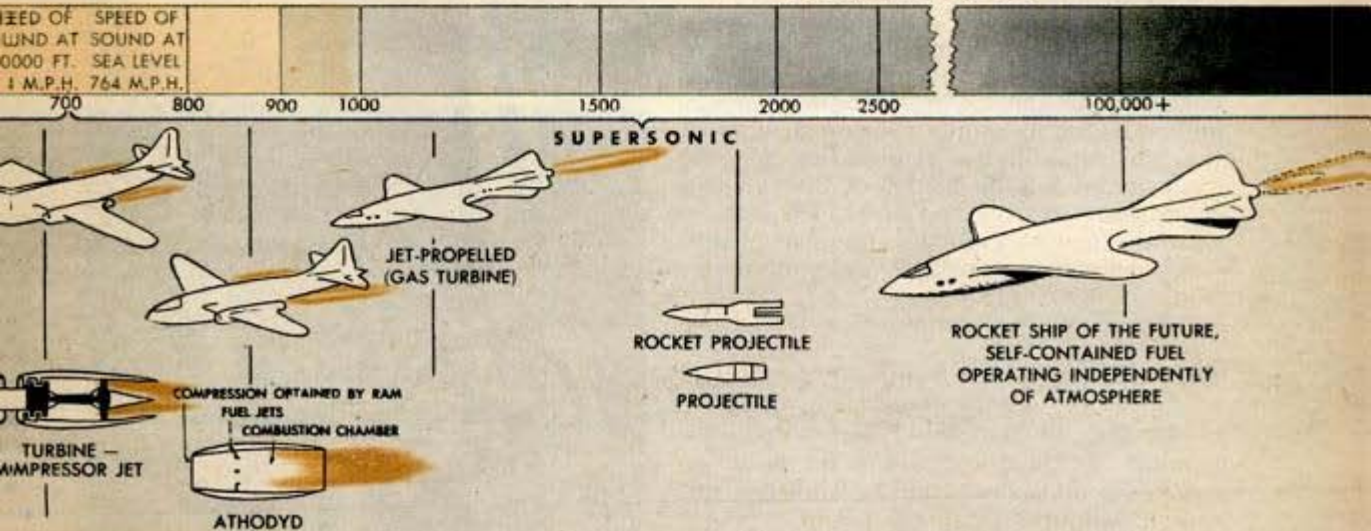 SPEED OF
SOUND AT
SEA LEVEL
764 M.P.H.
700 800 900 1000 1500 2000 2500 100,000+
SUPERSONIC
JET-PROPELLED
(GAS TURBINE)
ROCKET PROJECTILE
PROJECTILE
ROCKET SHIP OF THE FUTURE,
SELF-CONTAINED FUEL
OPERATING INDEPENDENTLY
OF ATMOSPHERE
COMPRESSION OBTAINED BY RAM
FUEL JETS
COMBUSTION CHAMBER
TURBINE —
JET
ATHODYD